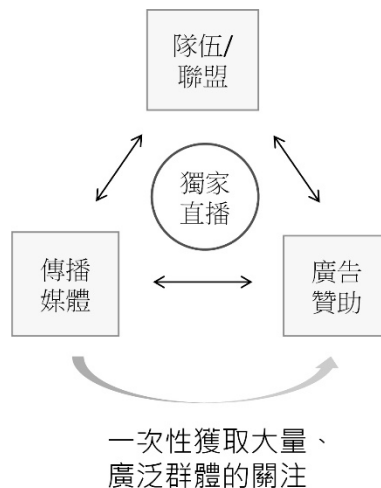 隊伍/
聯盟
獨家
直播
傳播
媒體
廣告
贊助
一次性獲取大量、
廣泛群體的關注